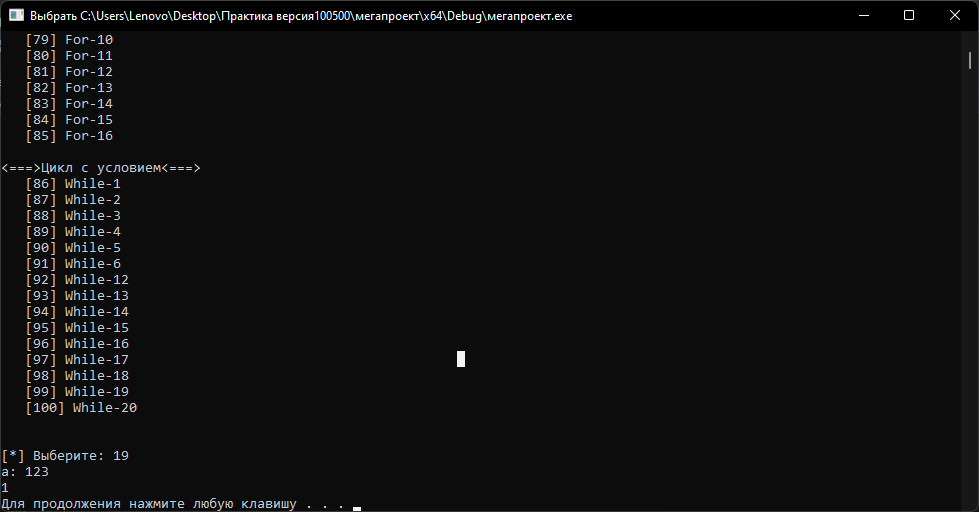 Выбрать C:\Users\Lenovo\Desktop\Практика версия100500\мегапроект\x64\Debug\мегапроект.exe
[79] For-10
[80] For-11
[81] For-12
[82] For-13
[83] For-14
[84] For-15
[85] For-16
<===>Цикл с условием<===>
[86] While-1
[87] While-2
[88] While-3
[89] While-4
[90] While-5
[91] While-6
[92] While-12
[93] While-13
[94] While-14
[95] While-15
[96] While-16
[97] While-17
[98] While-18
[99] While-19
[100] While-20
[*] Выберите: 19
a: 123
1
Для продолжения нажмите любую клавишу . . .